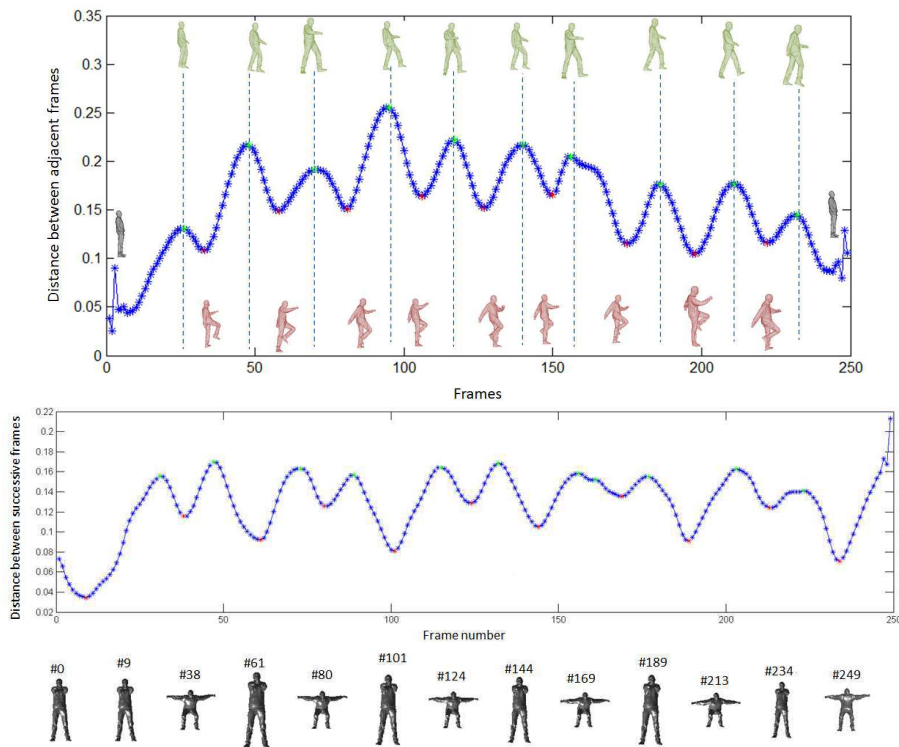 0.35
0.3
0.25
0.2
0.15
0.1
0.05
0
Distance between adjacent frames
0 50 100 150 200 250
Frames
0.22
0.2
0.18
0.16
0.14
0.12
0.1
0.08
0.06
0.04
0.02
Distance between successive frames
0 50 100 150 200 250
Frame number
#0 #9 #38 #61 #80 #101 #124 #144 #169 #189 #213 #234 #249